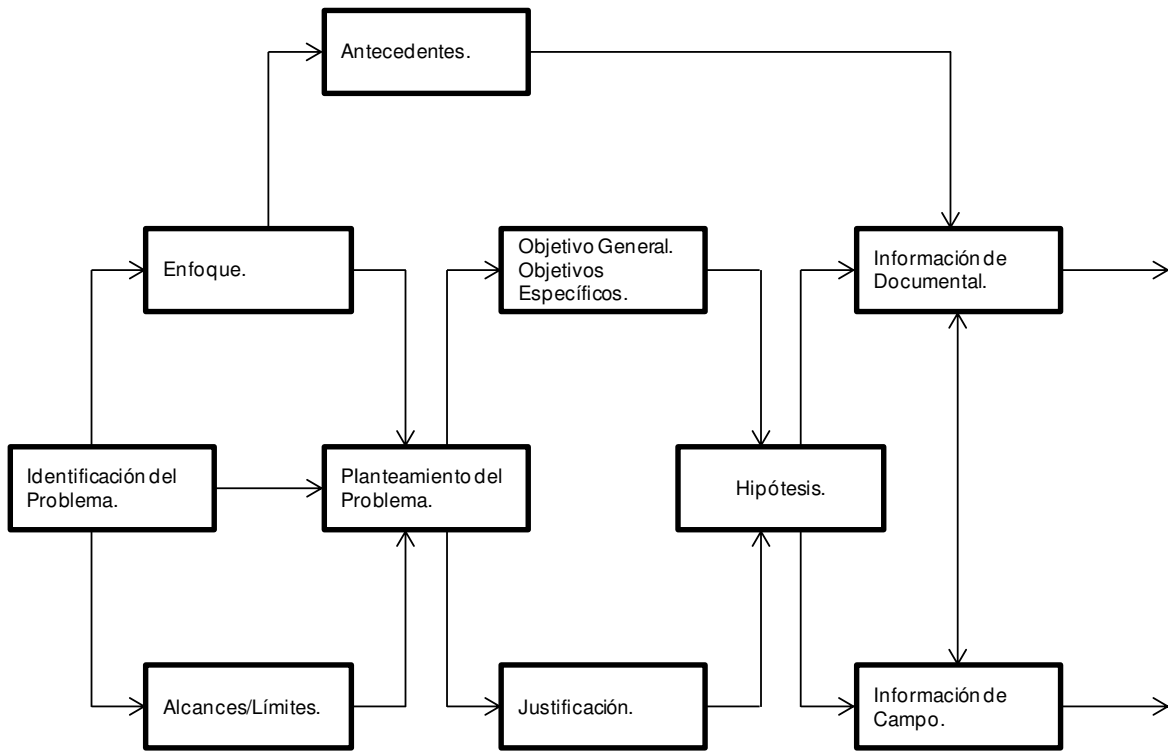 Antecedentes.
Enfoque.
Objetivo General.
Objetivos
Específicos.
Información de
Documental.
Identificación del
Problema.
Planteamiento del
Problema.
Hipótesis.
Alcances/Límites.
Justificación.
Información de
Campo.